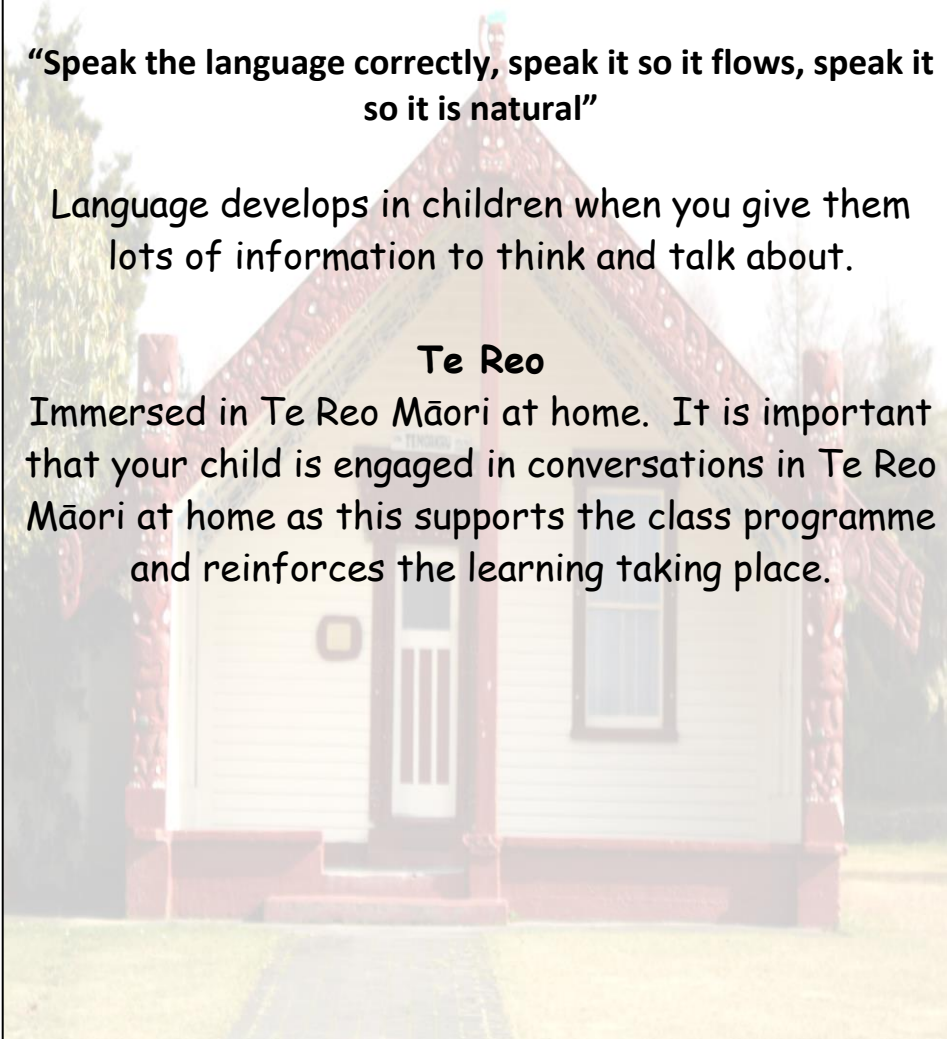 “Speak the language correctly, speak it so it flows, speak it
so it is natural”
Language develops in children when you give them
lots of information to think and talk about.
Te Reo
Immersed in Te Reo Māori at home.  It is important
that your child is engaged in conversations in Te Reo
Māori at home as this supports the class programme
and reinforces the learning taking place.